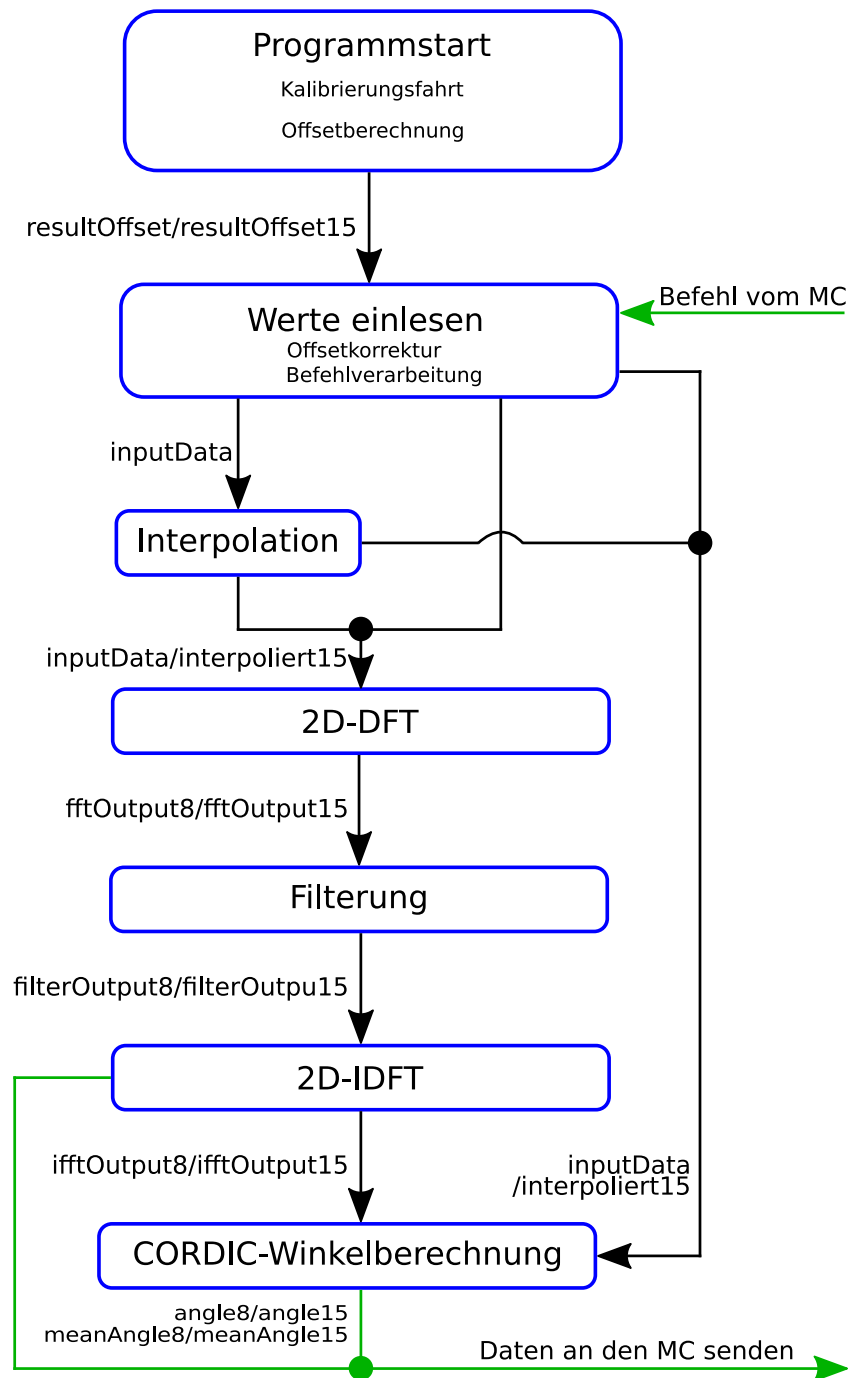 Programmstart
Kalibrierungsfahrt
Offsetberechnung
resultOffset/resultOffset15
Befehl vom MC
Werte einlesen
Offsetkorrektur
Befehlverarbeitung
inputData
Interpolation
inputData/interpoliert15
2D-DFT
fftOutput8/fftOutput15
Filterung
filterOutput8/filterOutpu15
2D-IDFT
ifftOutput8/ifftOutput15
inputData
/interpoliert15
CORDIC-Winkelberechnung
angle8/angle15
meanAngle8/meanAngle15
Daten an den MC senden